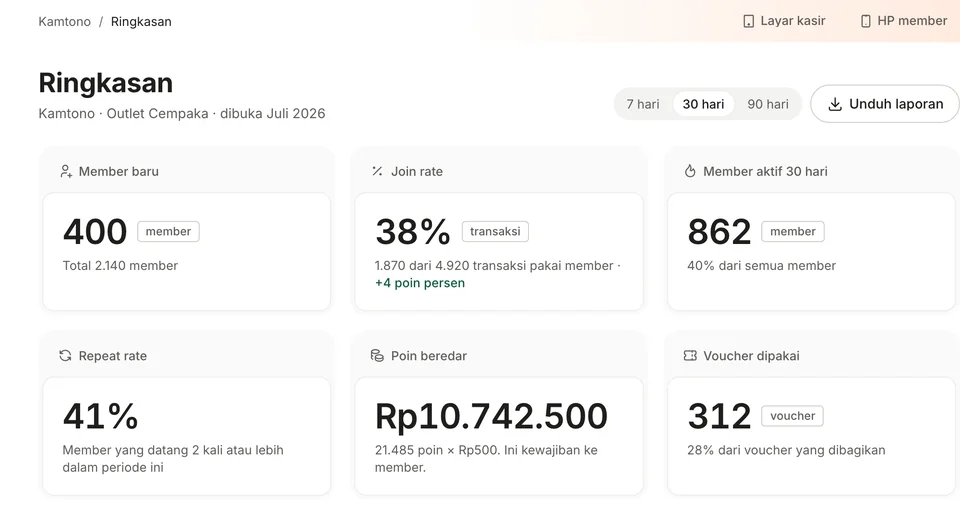 Kamtono / Ringkasan
Layar kasir
HP member
Ringkasan
Kamtono · Outlet Cempaka · dibuka Juli 2026
7 hari
30 hari
90 hari
Unduh laporan
Member baru
400 member
Total 2.140 member
Join rate
38% transaksi
1.870 dari 4.920 transaksi pakai member ·
+4 poin persen
Member aktif 30 hari
862 member
40% dari semua member
Repeat rate
41%
Member yang datang 2 kali atau lebih
dalam periode ini
Poin beredar
Rp10.742.500
21.485 poin × Rp500. Ini kewajiban ke
member.
Voucher dipakai
312 voucher
28% dari voucher yang dibagikan